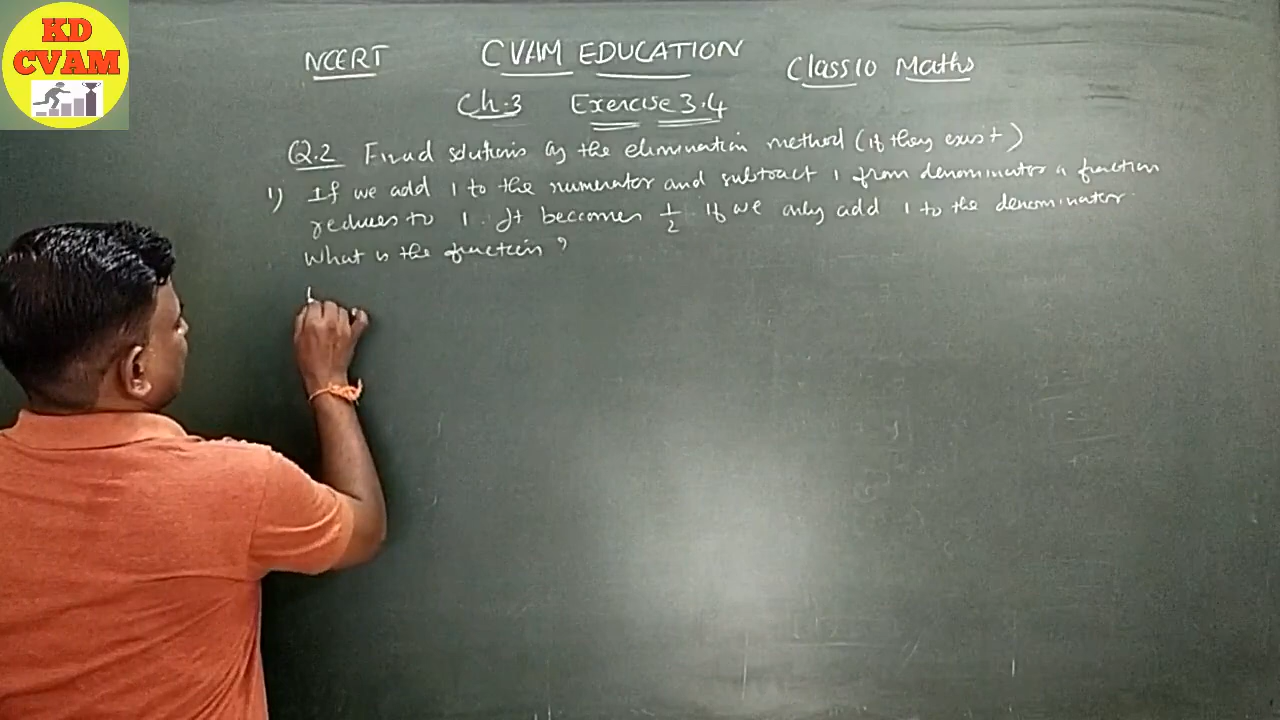 KD
CVAM
NCERT CVAM EDUCATION Class 10 Maths
Ch.3 Exercise 3.4
Q.2 Find solutions by the elimination method (if they exist)
1) If we add 1 to the numerator and subtract 1 from denominator a function
reduces to 1. It becomes 1/2 if we only add 1 to the denominator.
What is the function?